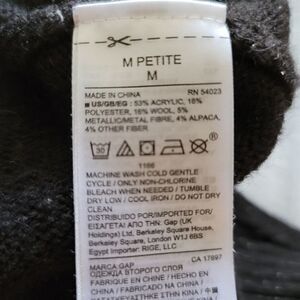 M PETITE
M
MADE IN CHINA RN 54023
■ US/GB/EG : 53% ACRYLIC, 18%
POLYESTER, 16% WOOL, 5%
METALLIC/METAL FIBRE, 4% ALPACA,
4% OTHER FIBER
30
1166
MACHINE WASH COLD GENTLE
CYCLE / ONLY NON-CHLORINE
BLEACH WHEN NEEDED / TUMBLE
DRY LOW / COOL IRON / DO NOT DRY
CLEAN
DISTRIBUIDO POR/IMPORTADO POR/
ΕΙΣΑΓΕΤΑΙ ΑΠΟ ΤΗΝ: Gap (UK
Holdings) Ltd, Berkeley Square House,
Berkeley Square, London W1J 6BS
Egypt Importer: RIGE, LLC
MARCA GAP CA 17897
ОДЕЖДА ВТОРОГО СЛОЯ
FABRIQUE EN CHINE / HECHO EN
CHINA / FABRICADO NA CHINA /